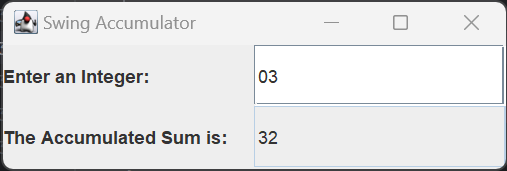 Swing Accumulator
Enter an Integer: 03
The Accumulated Sum is: 32